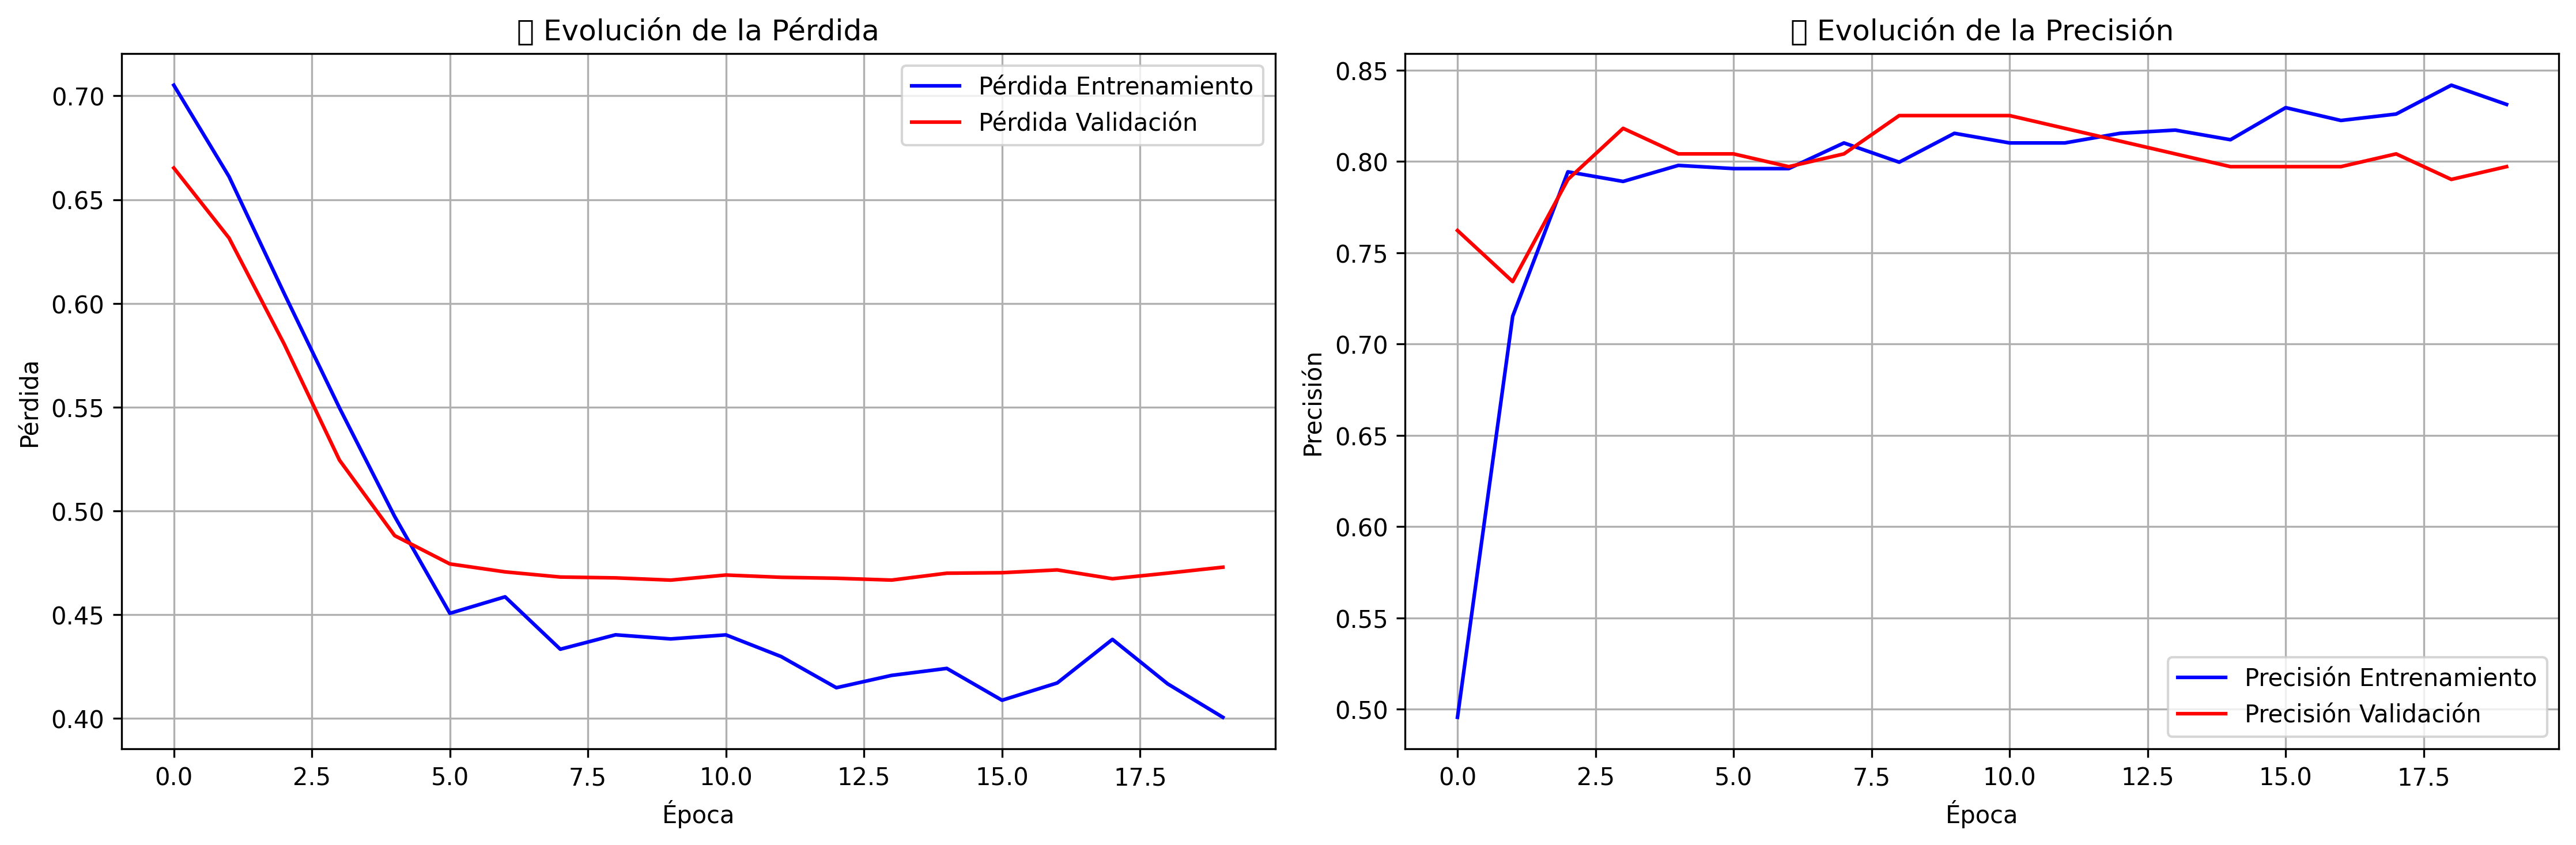 Evolución de la Pérdida
0.70
0.65
0.60
0.55
0.50
0.45
0.40
Pérdida
Pérdida Entrenamiento
Pérdida Validación
0.0 2.5 5.0 7.5 10.0 12.5 15.0 17.5
Época
Evolución de la Precisión
0.85
0.80
0.75
0.70
0.65
0.60
0.55
0.50
Precisión
Precisión Entrenamiento
Precisión Validación
0.0 2.5 5.0 7.5 10.0 12.5 15.0 17.5
Época